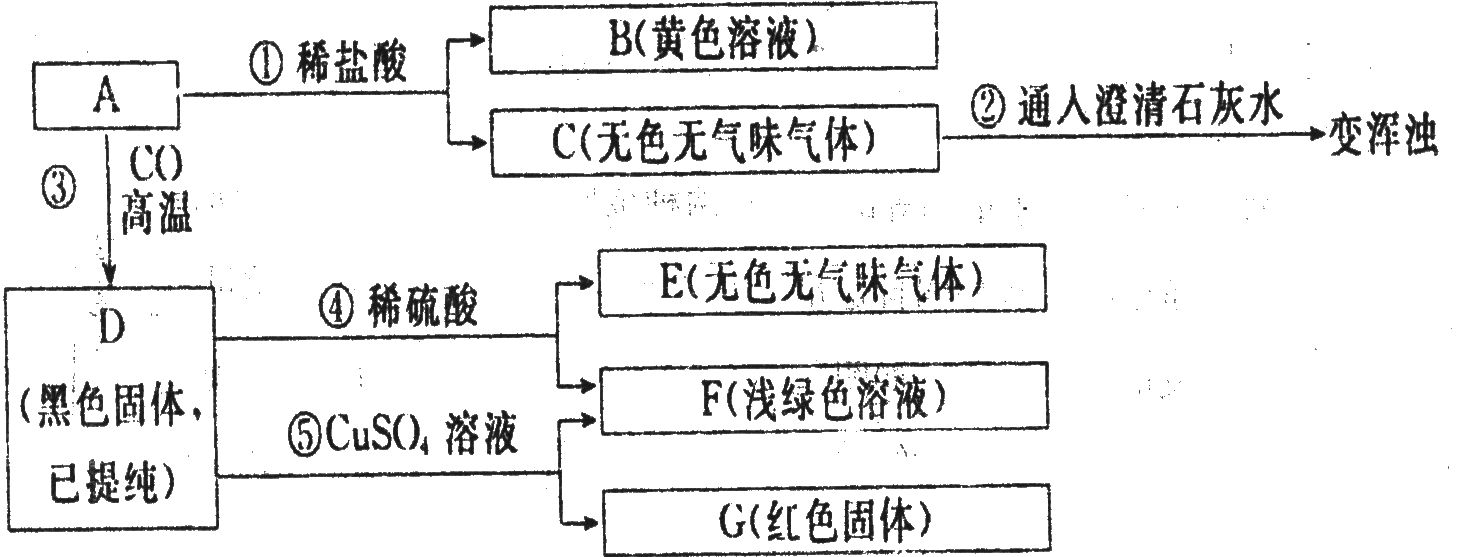 B(黄色溶液)
① 稀盐酸
A
C(无色无气味气体)
② 通入澄清石灰水
变浑浊
③
CO
高温
D
(黑色固体,
已提纯)
④ 稀硫酸
E(无色无气味气体)
F(浅绿色溶液)
⑤CuSO₄ 溶液
G(红色固体)